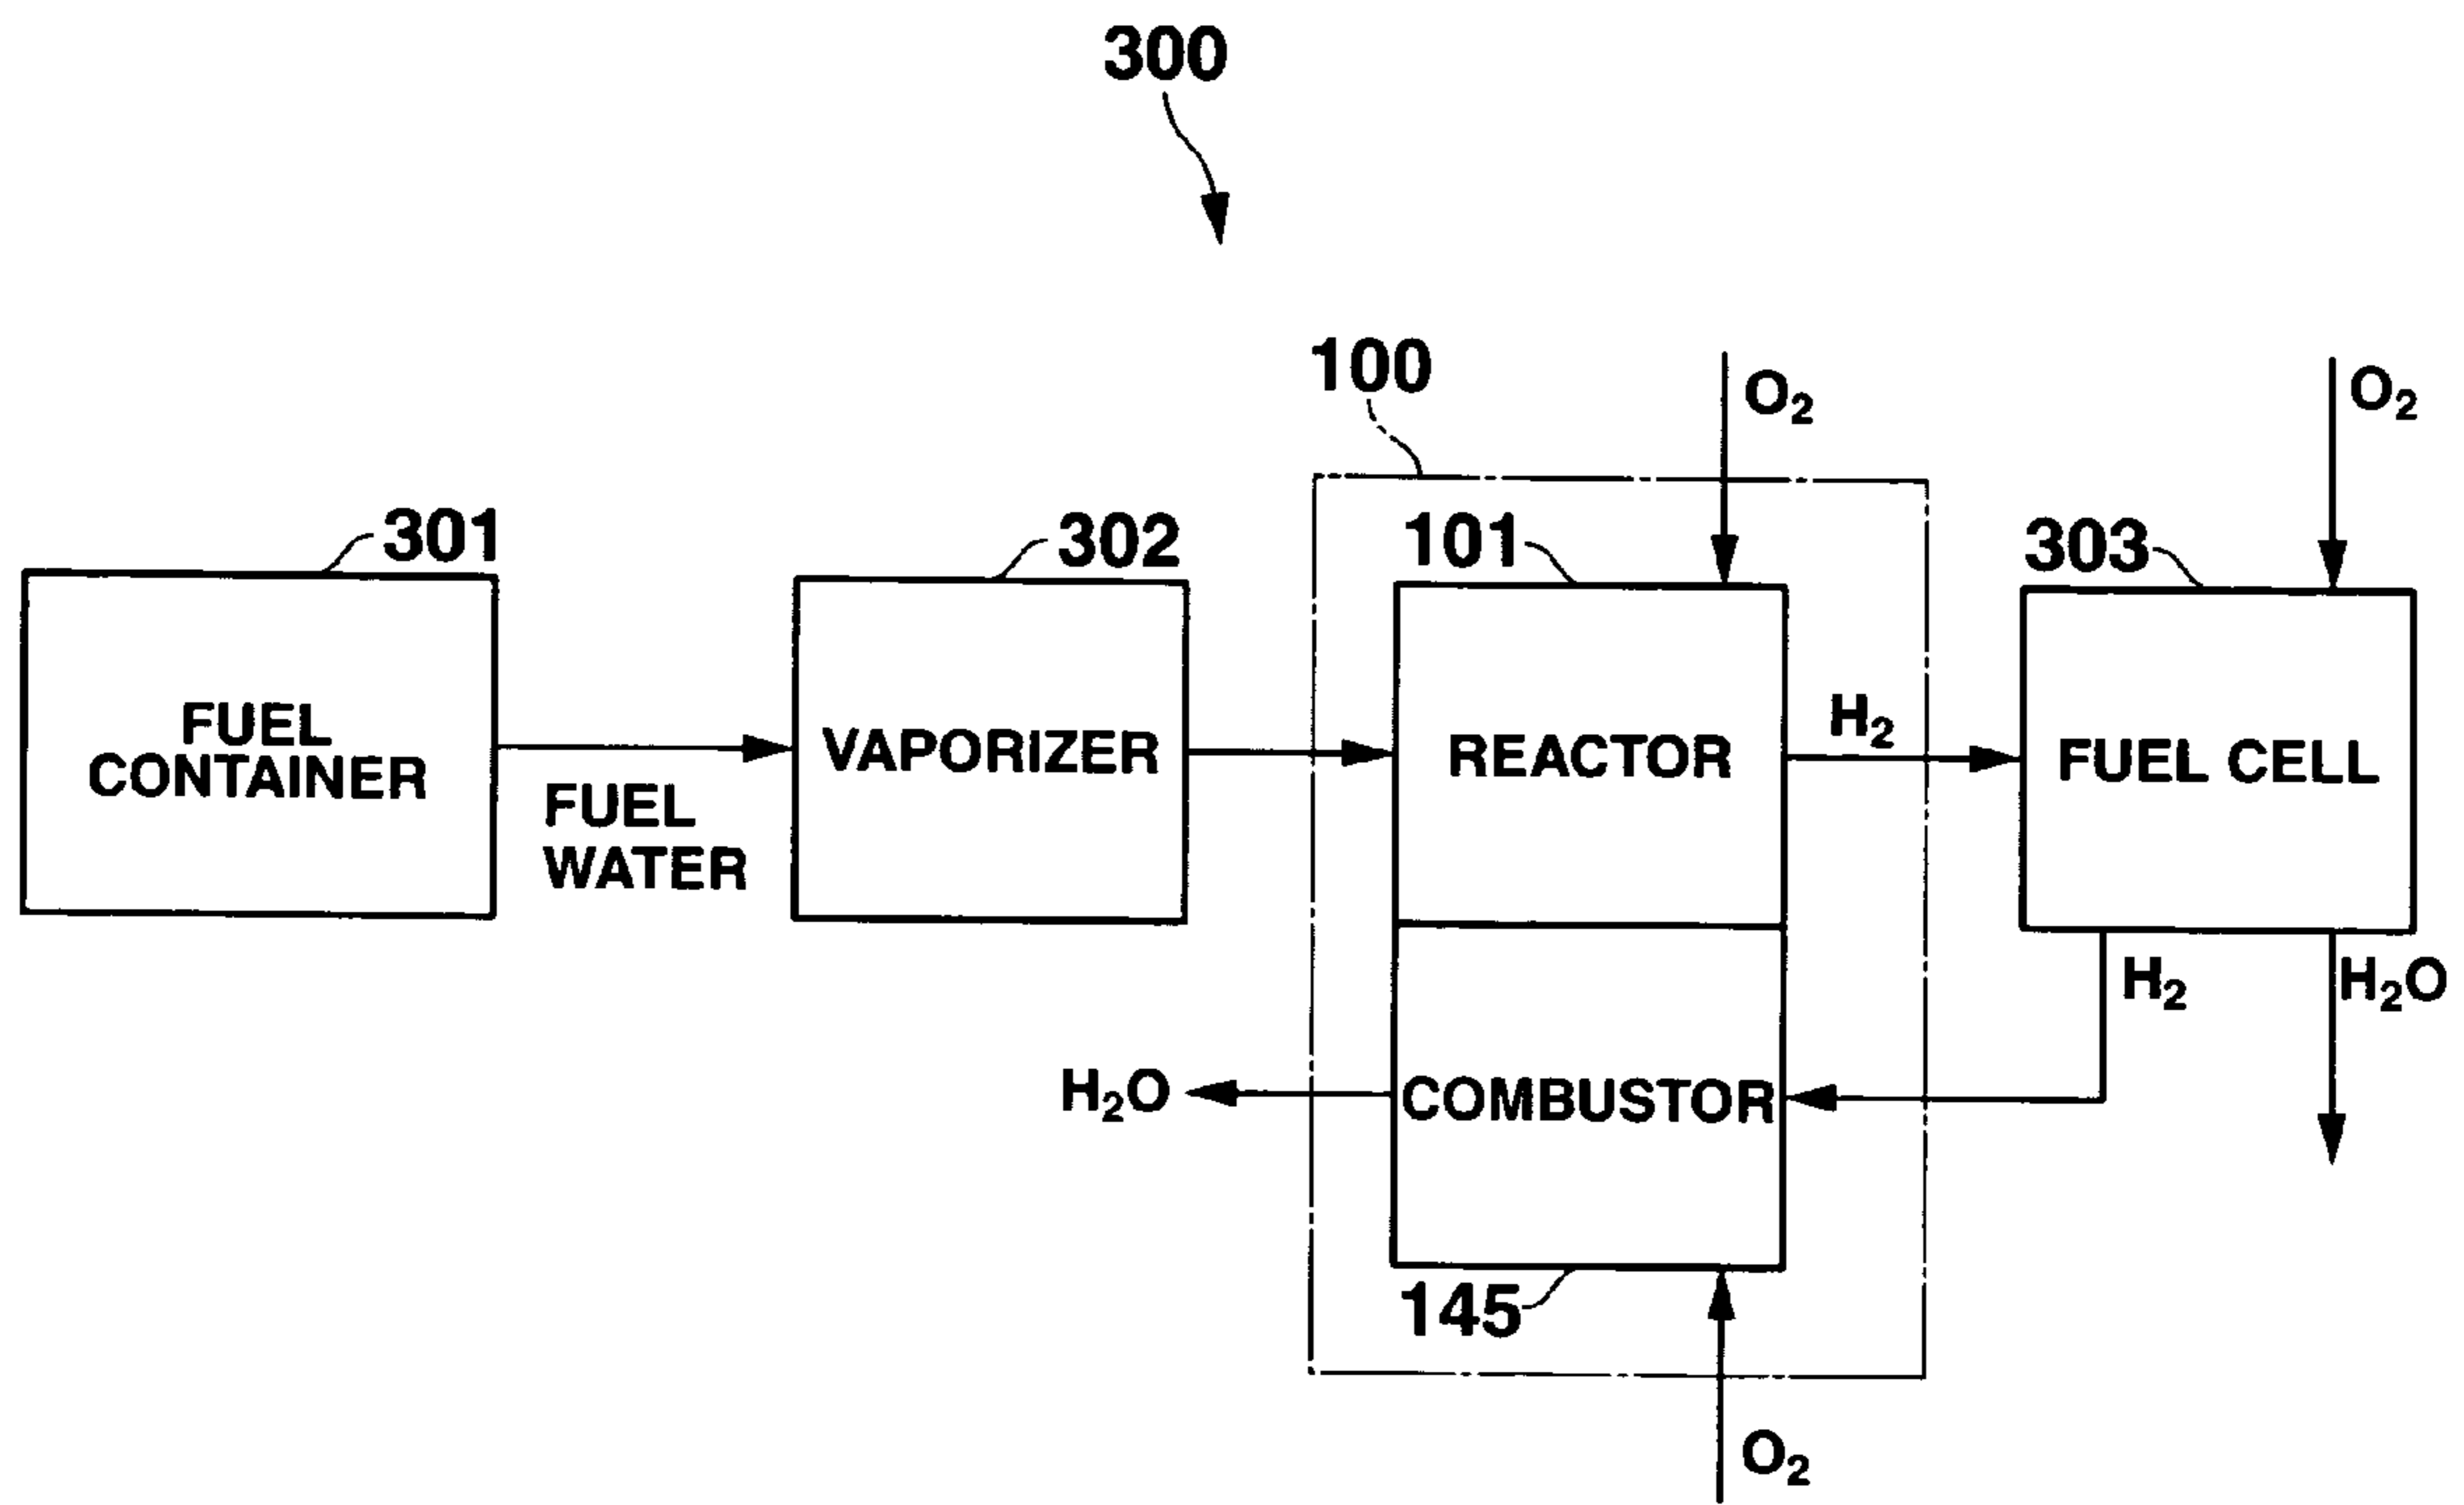 300
100
O₂
O₂
301
302
101
303
FUEL
CONTAINER
FUEL
WATER
VAPORIZER
REACTOR
H₂
FUEL CELL
H₂
H₂O
H₂O
COMBUSTOR
145
O₂